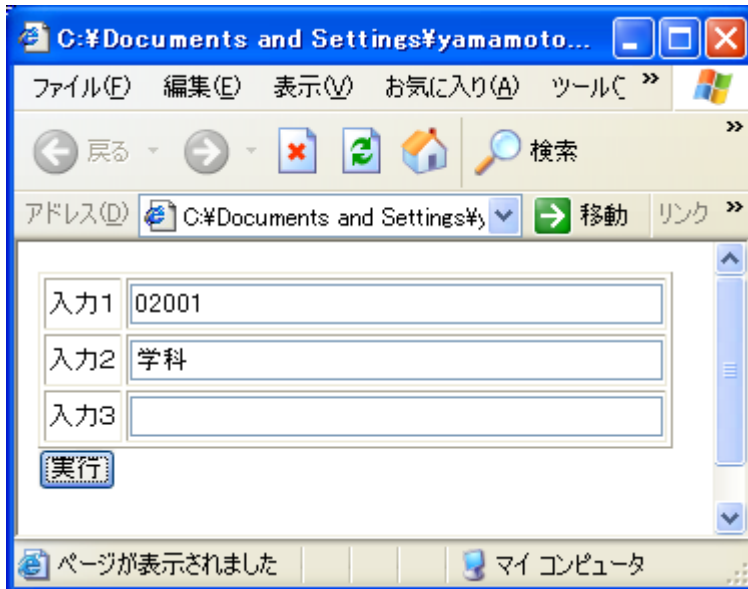 C:¥Documents and Settings¥yamamoto...
ファイル(F) 編集(E) 表示(V) お気に入り(A) ツール( »
戻る 検索 »
アドレス(D) C:¥Documents and Settings¥y 移動 リンク »
入力1 02001
入力2 学科
入力3
実行
ページが表示されました マイ コンピュータ